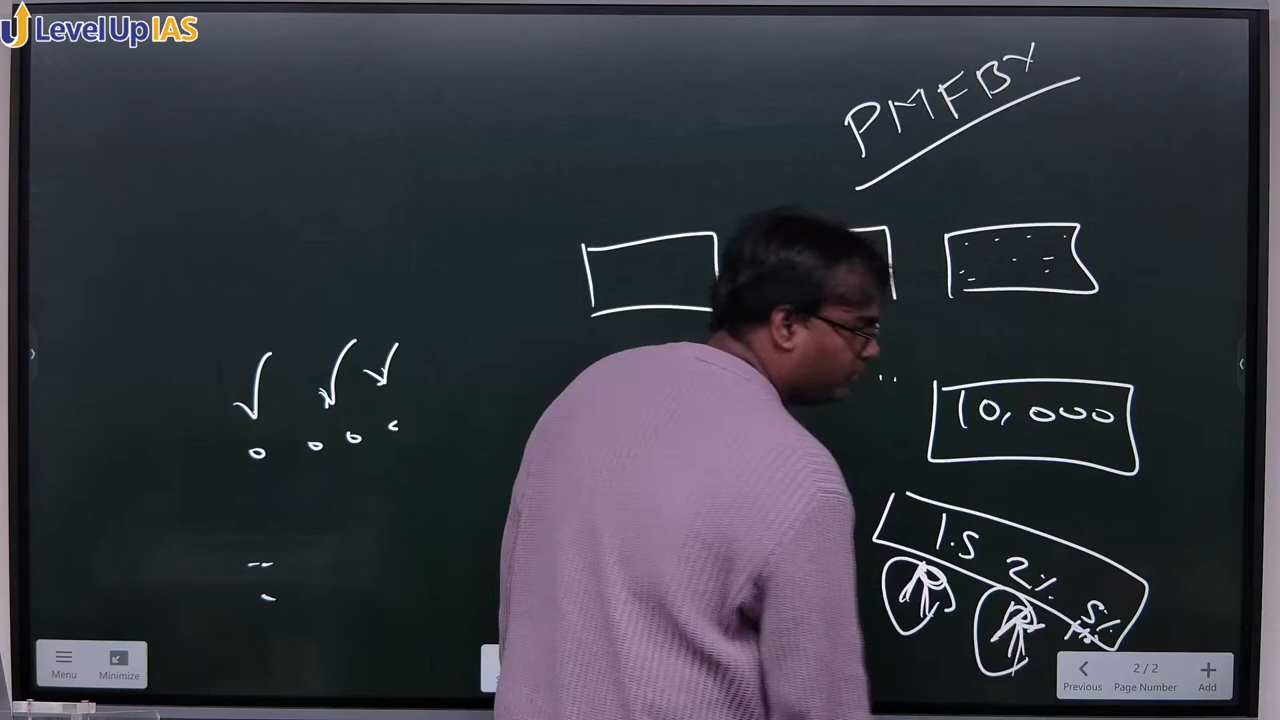 Level Up IAS
PMFBY
10,000
1.5 2% 5%
Menu
Minimize
Previous
2 / 2
Page Number
Add